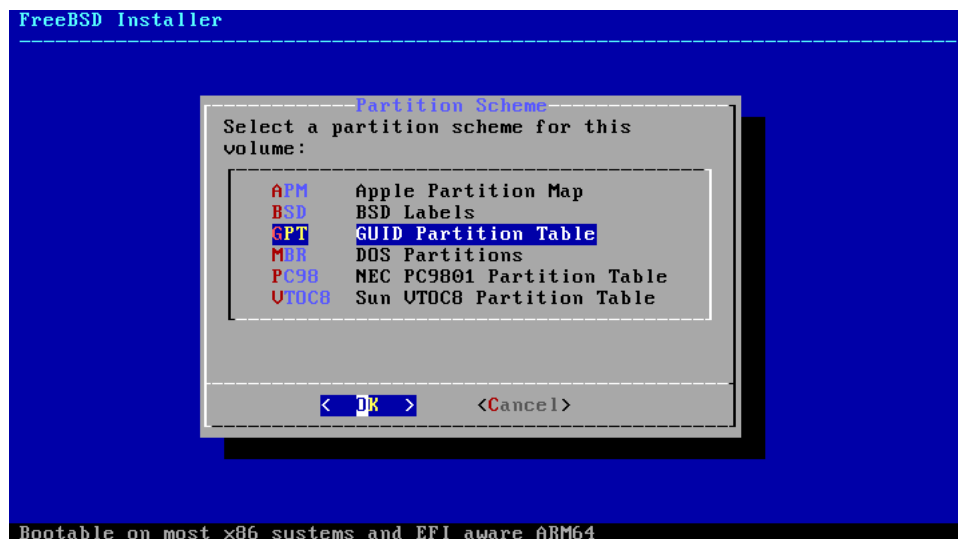 FreeBSD Installer
Partition Scheme
Select a partition scheme for this
volume:
APM Apple Partition Map
BSD BSD Labels
GPT GUID Partition Table
MBR DOS Partitions
PC98 NEC PC9801 Partition Table
VTOC8 Sun VTOC8 Partition Table
< OK > <Cancel>
Bootable on most x86 systems and EFI aware ARM64